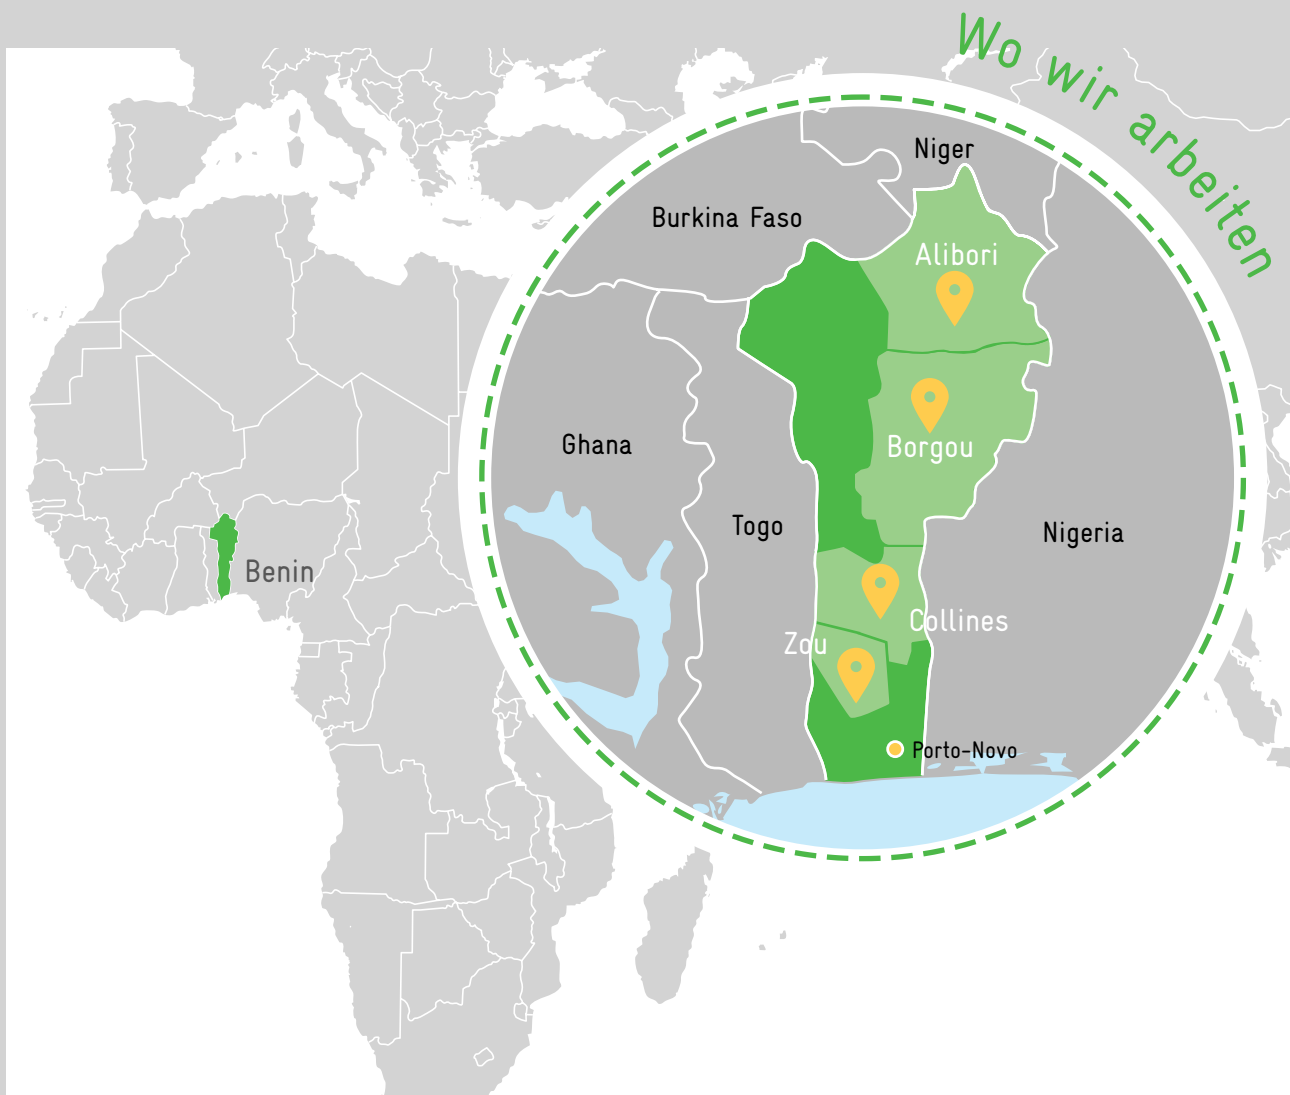 Wo wir arbeiten
Niger
Burkina Faso
Alibori
Ghana
Borgou
Togo
Nigeria
Benin
Collines
Zou
Porto-Novo